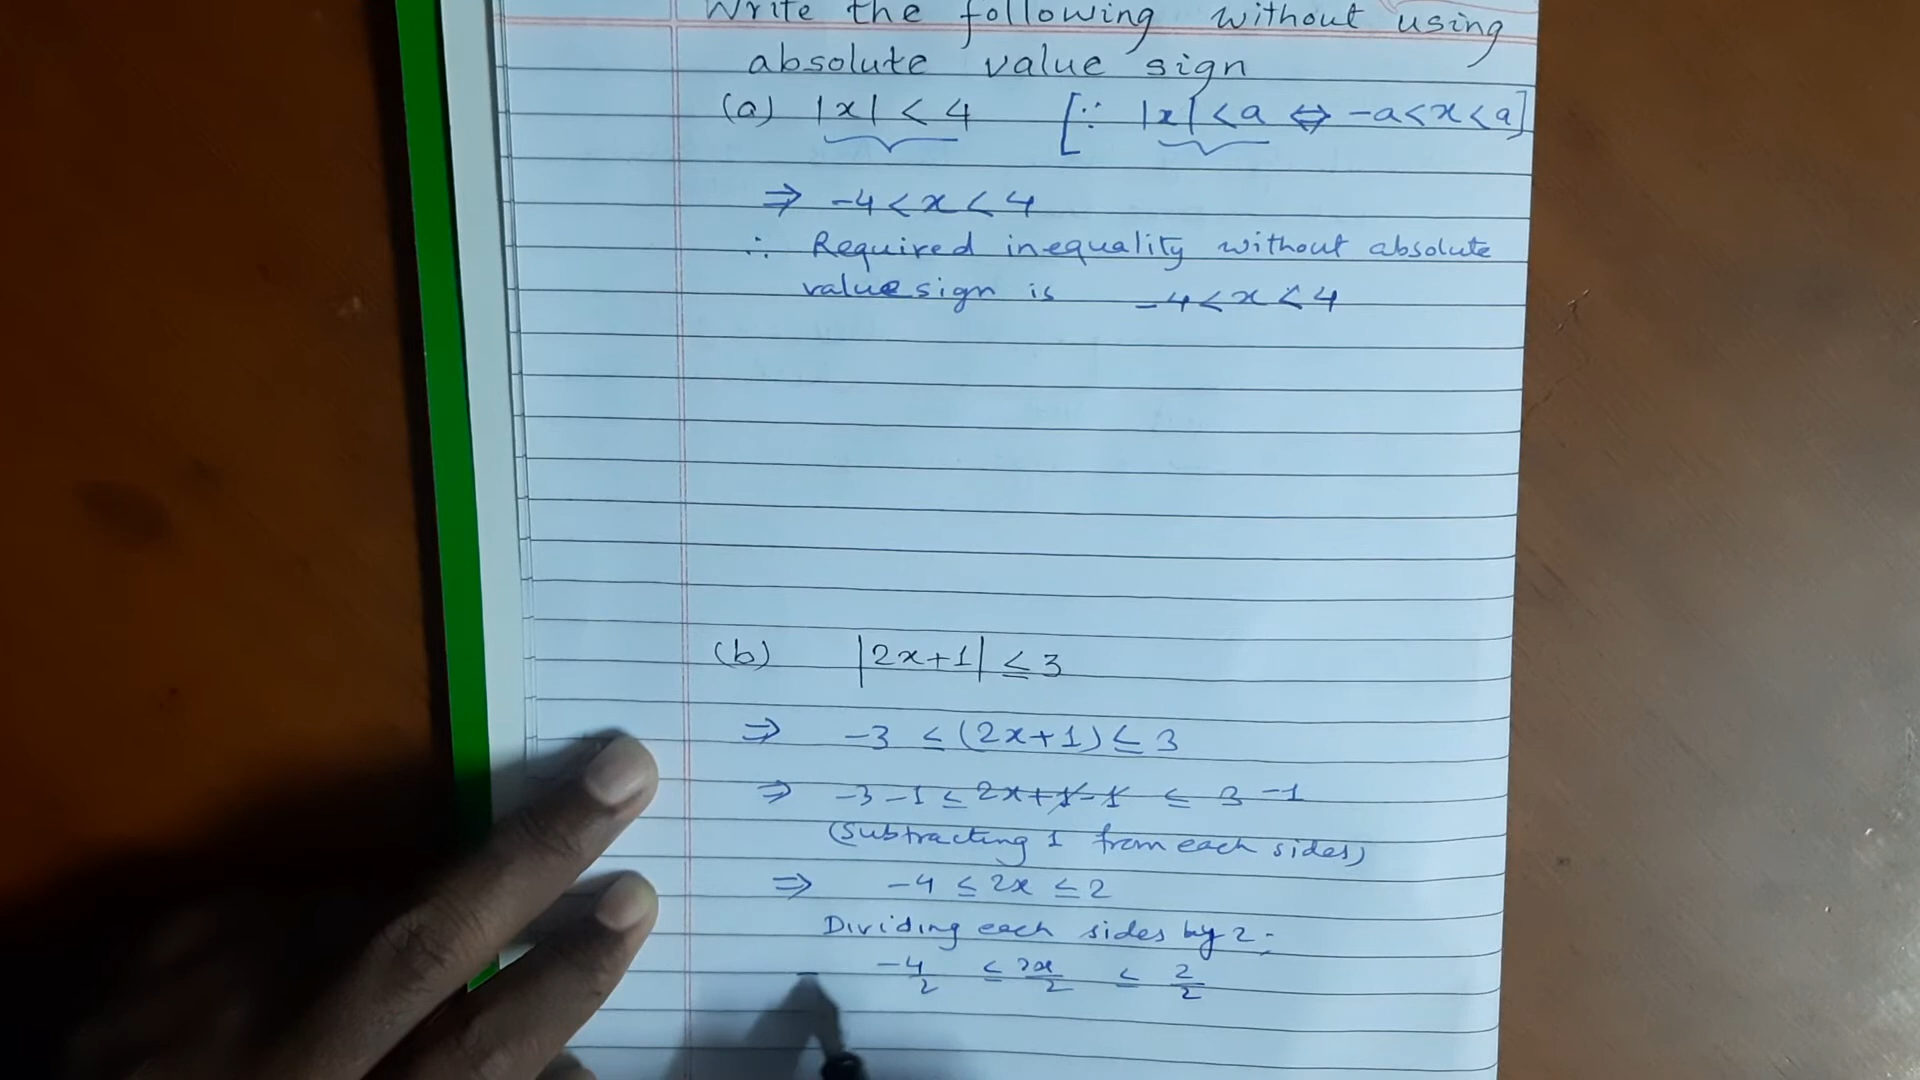 Write the following without using
absolute value sign
(a) |x| < 4 [∵ |x| < a ⇔ -a < x < a]
⇒ -4 < x < 4
∴ Required inequality without absolute
value sign is -4 < x < 4
(b) |2x+1| ≤ 3
⇒ -3 ≤ (2x+1) ≤ 3
⇒ -3-1 ≤ 2x+1-1 ≤ 3-1
(subtracting 1 from each sides)
⇒ -4 ≤ 2x ≤ 2
Dividing each sides by 2;
-4/2 ≤ 2x/2 ≤ 2/2